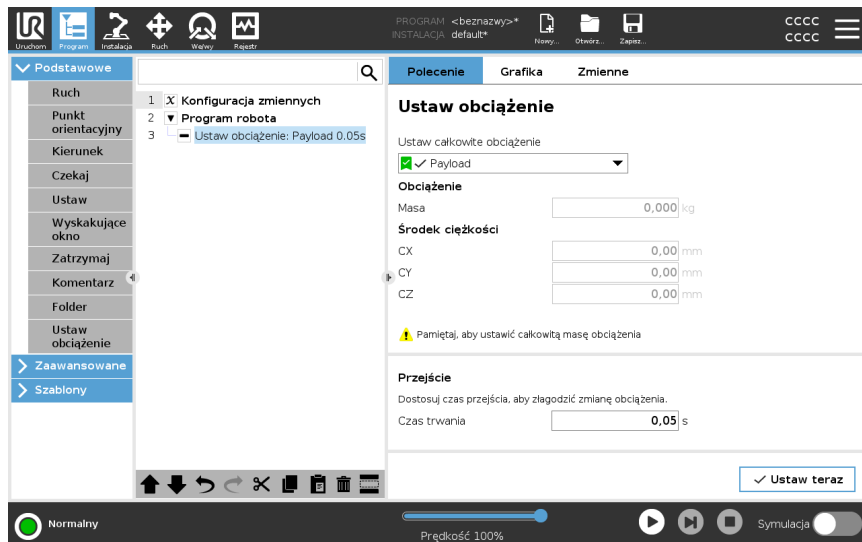 UR
PROGRAM <beznazwy>*
INSTALACJA default*
cccc
cccc
Uruchom Program Instalacja Ruch We/wy Rejestr Nowy... Otwórz... Zapisz...
Podstawowe
Ruch
Punkt
orientacyjny
Kierunek
Czekaj
Ustaw
Wyskakujące
okno
Zatrzymaj
Komentarz
Folder
Ustaw
obciążenie
Zaawansowane
Szablony
1 X Konfiguracja zmiennych
2 Program robota
3 Ustaw obciążenie: Payload 0.05s
Polecenie Grafika Zmienne
Ustaw obciążenie
Ustaw całkowite obciążenie
Payload
Obciążenie
Masa 0,000 kg
Środek ciężkości
CX 0,00 mm
CY 0,00 mm
CZ 0,00 mm
Pamiętaj, aby ustawić całkowitą masę obciążenia
Przejście
Dostosuj czas przejścia, aby złagodzić zmianę obciążenia.
Czas trwania 0,05 s
Ustaw teraz
Normalny
Prędkość 100%
Symulacja